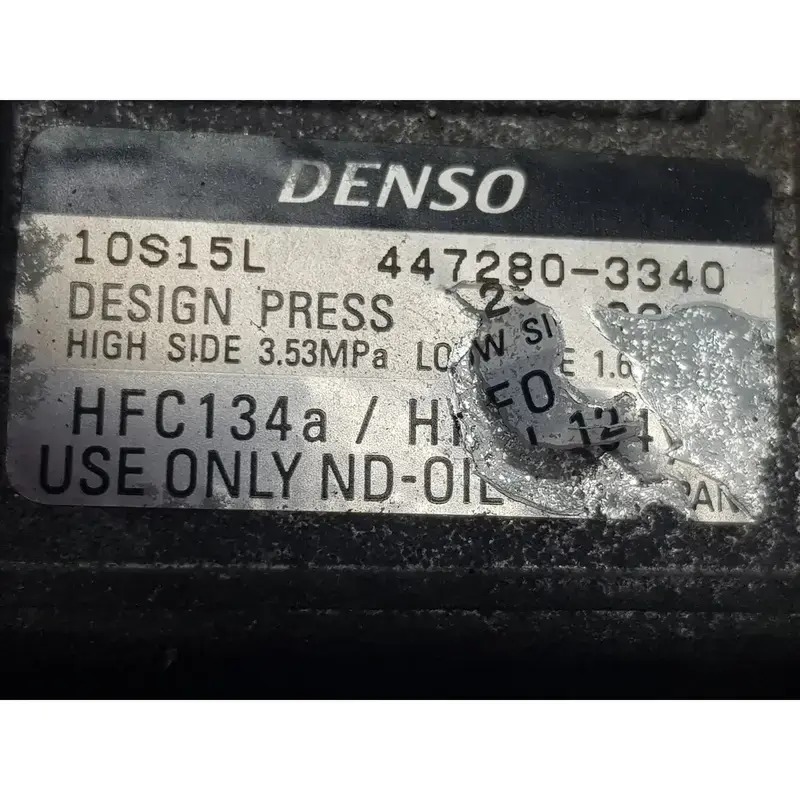 DENSO
10S15L 447280-3340
DESIGN PRESS
HIGH SIDE 3.53MPa
HFC134a /
USE ONLY ND-OIL